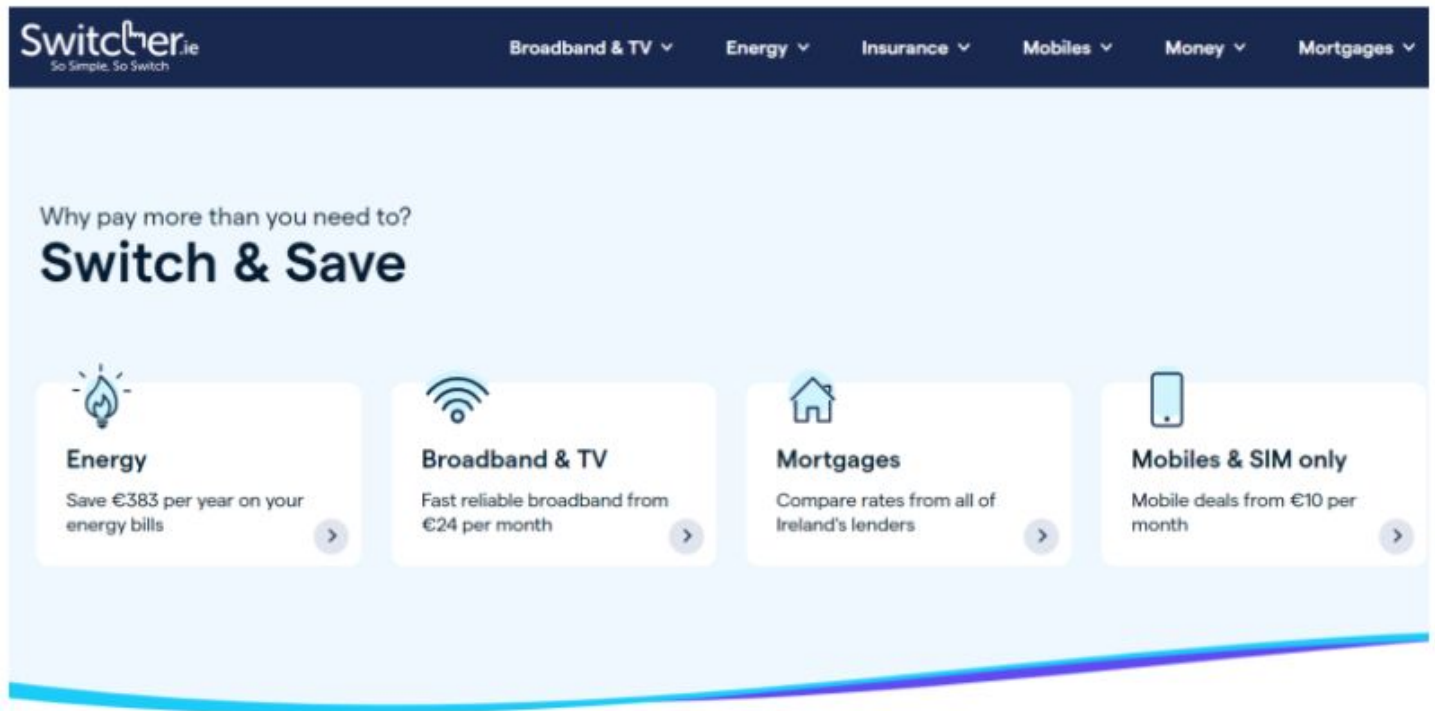 Switcher.ie
So Simple, So Switch
Broadband & TV
Energy
Insurance
Mobiles
Money
Mortgages
Why pay more than you need to?
Switch & Save
Energy
Save €383 per year on your
energy bills
Broadband & TV
Fast reliable broadband from
€24 per month
Mortgages
Compare rates from all of
Ireland's lenders
Mobiles & SIM only
Mobile deals from €10 per
month